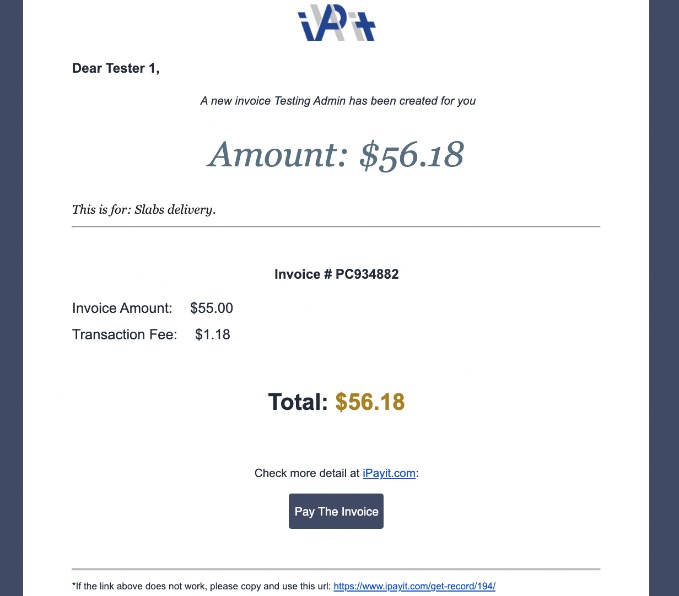 iPAit
Dear Tester 1,
A new invoice Testing Admin has been created for you
Amount: $56.18
This is for: Slabs delivery.
Invoice # PC934882
Invoice Amount: $55.00
Transaction Fee: $1.18
Total: $56.18
Check more detail at iPayit.com:
Pay The Invoice
*If the link above does not work, please copy and use this url: https://www.ipayit.com/get-record/194/